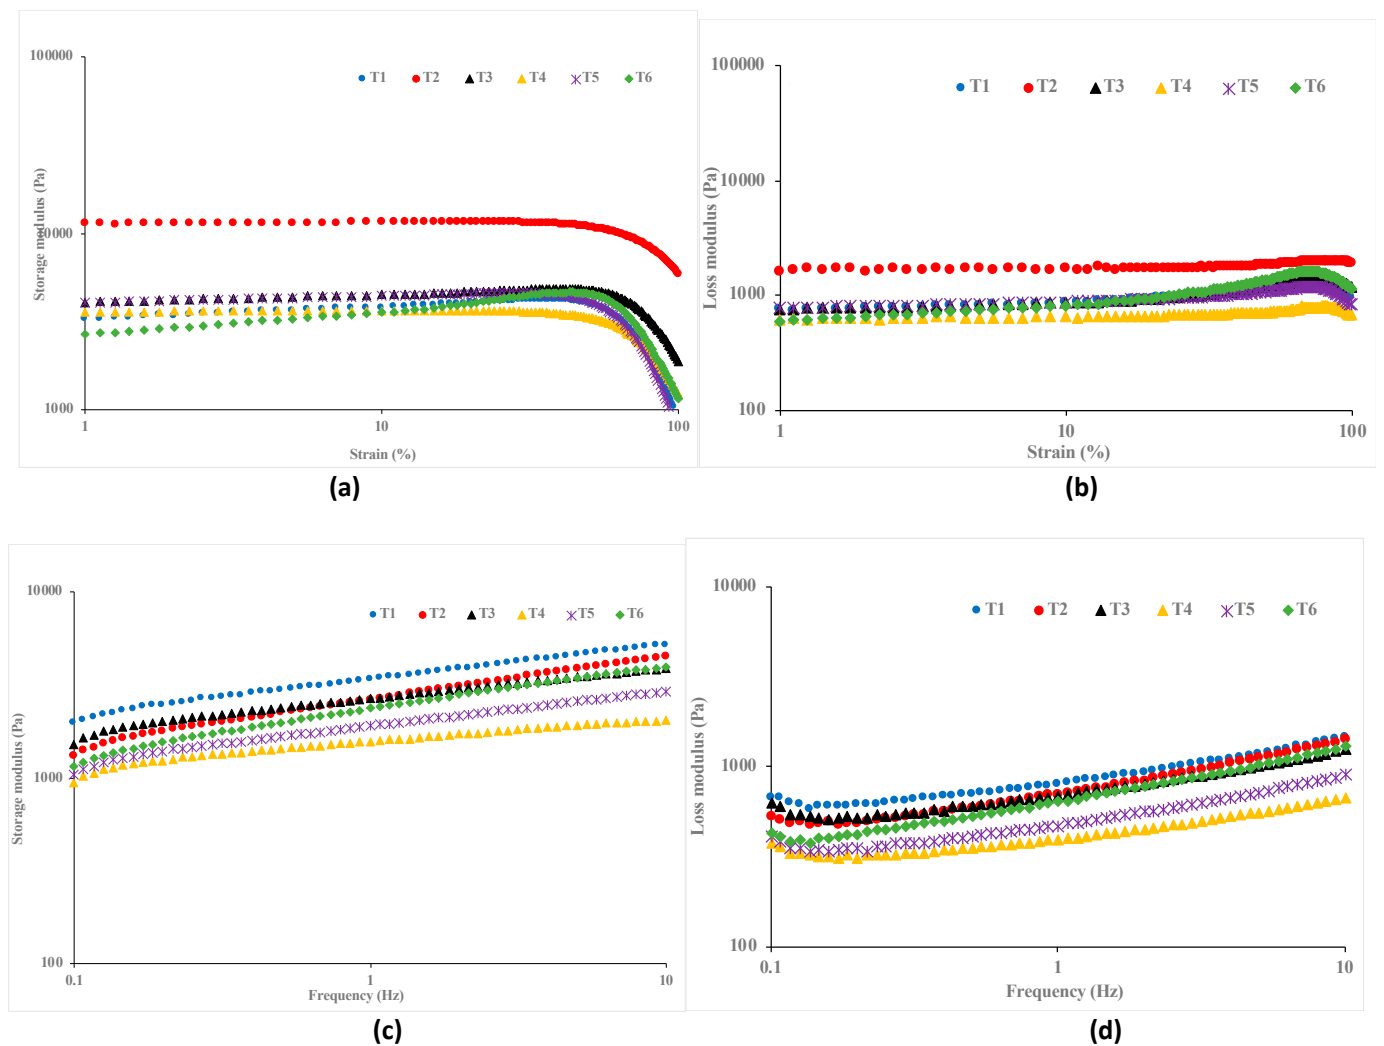 100000
T1 T2 T3 T4 T5 T6
10000
1000
1 10 100
Storage modulus (Pa)
Strain (%)
(a)
100000
T1 T2 T3 T4 T5 T6
10000
1000
100
1 10 100
Loss modulus (Pa)
Strain (%)
(b)
10000
T1 T2 T3 T4 T5 T6
1000
100
0.1 1 10
Storage modulus (Pa)
Frequency (Hz)
(c)
10000
T1 T2 T3 T4 T5 T6
1000
100
0.1 1 10
Loss modulus (Pa)
Frequency (Hz)
(d)